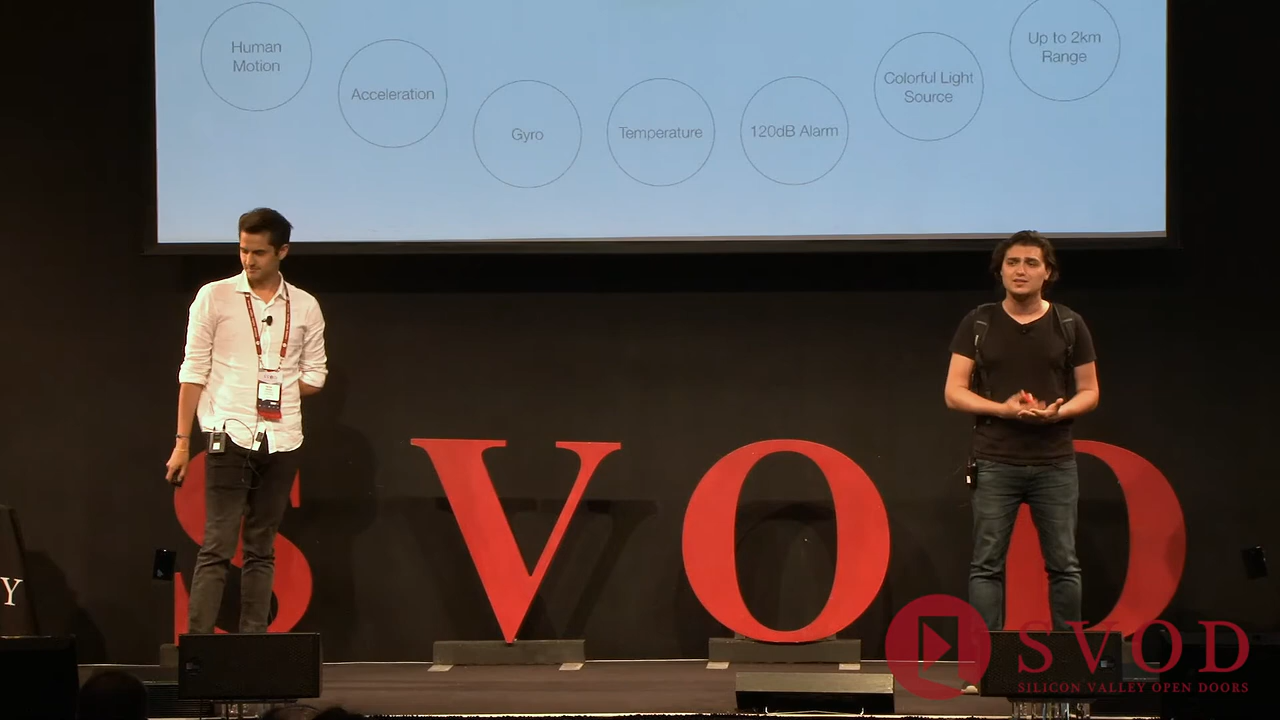 Human
Motion
Acceleration
Gyro
Temperature
120dB Alarm
Colorful Light
Source
Up to 2km
Range
S V O D
Y
SVOD
SILICON VALLEY OPEN DOORS